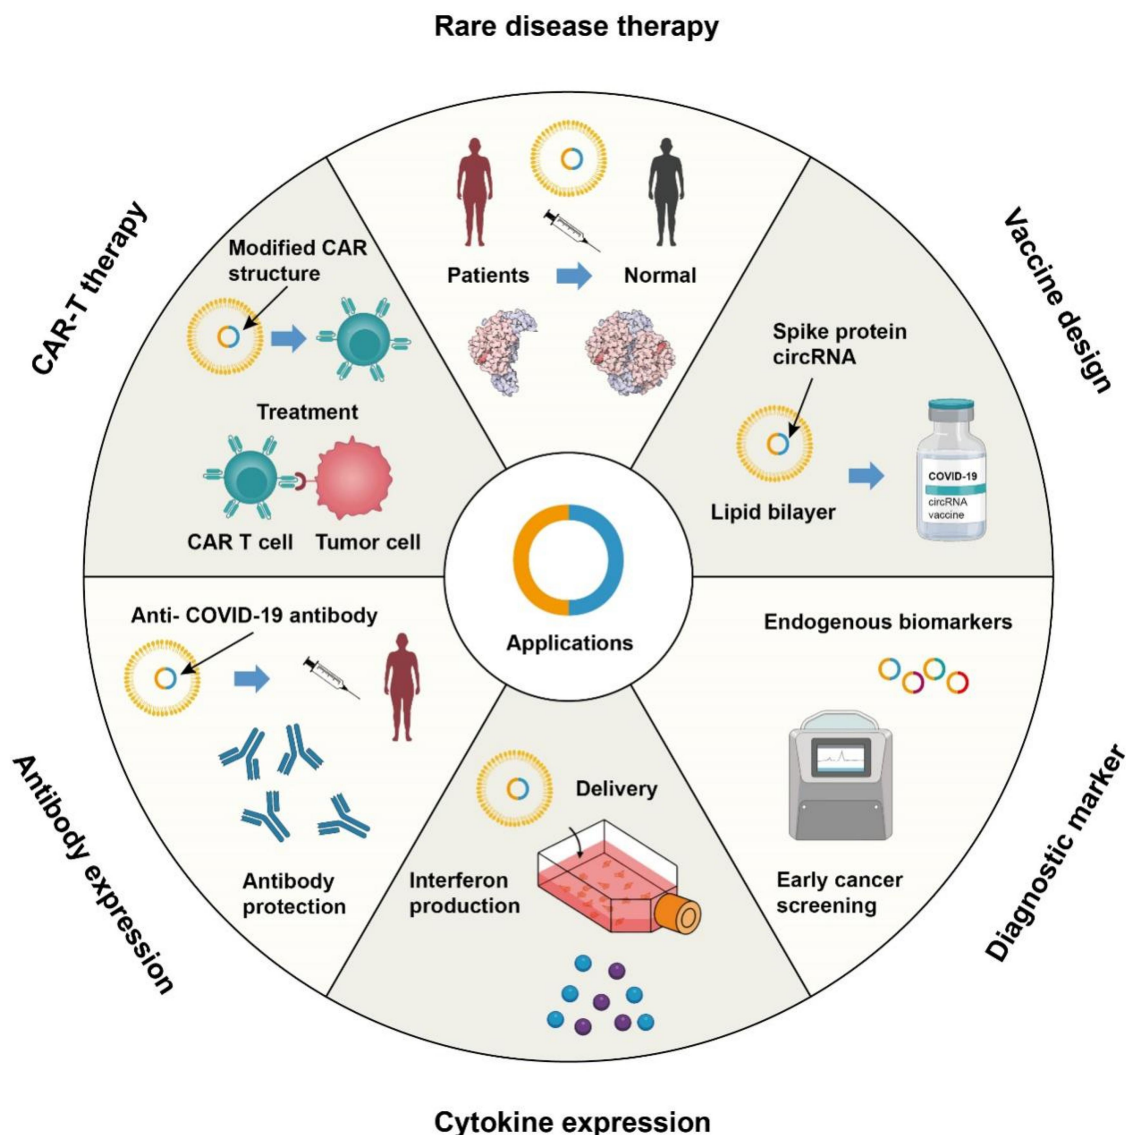 Rare disease therapy
Patients
Normal
Vaccine design
Spike protein
circRNA
Lipid bilayer
COVID-19
circRNA
vaccine
CAR-T therapy
Modified CAR
structure
Treatment
CAR T cell
Tumor cell
Applications
Endogenous biomarkers
Early cancer
screening
Diagnostic marker
Anti- COVID-19 antibody
Antibody
protection
Antibody expression
Delivery
Interferon
production
Cytokine expression